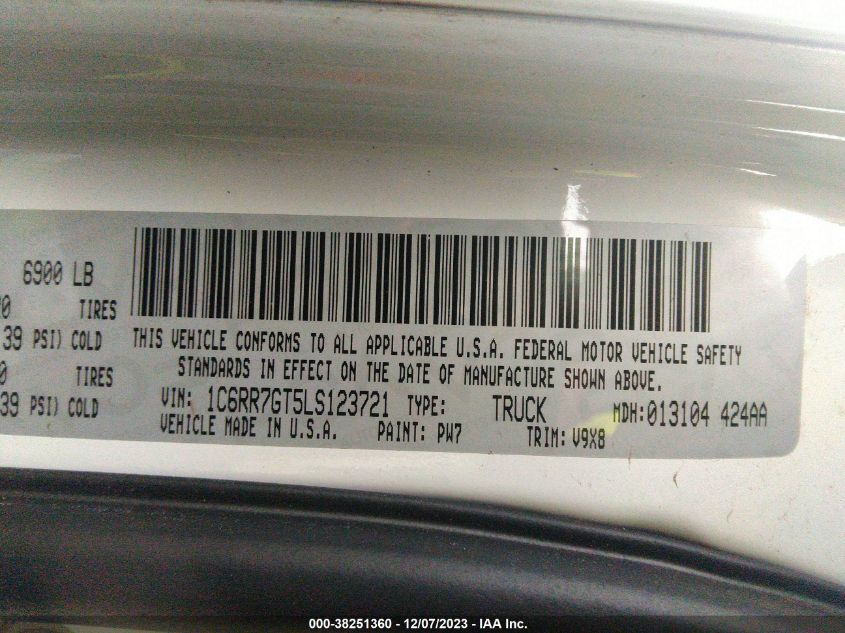 6900 LB
0 TIRES
39 PSI) COLD
0 TIRES
39 PSI) COLD
THIS VEHICLE CONFORMS TO ALL APPLICABLE U.S.A. FEDERAL MOTOR VEHICLE SAFETY
STANDARDS IN EFFECT ON THE DATE OF MANUFACTURE SHOWN ABOVE.
VIN: 1C6RR7GT5LS123721 TYPE: TRUCK MDH:013104 424AA
VEHICLE MADE IN U.S.A. PAINT: PW7 TRIM: V9X8
000-38251360 - 12/07/2023 - IAA Inc.